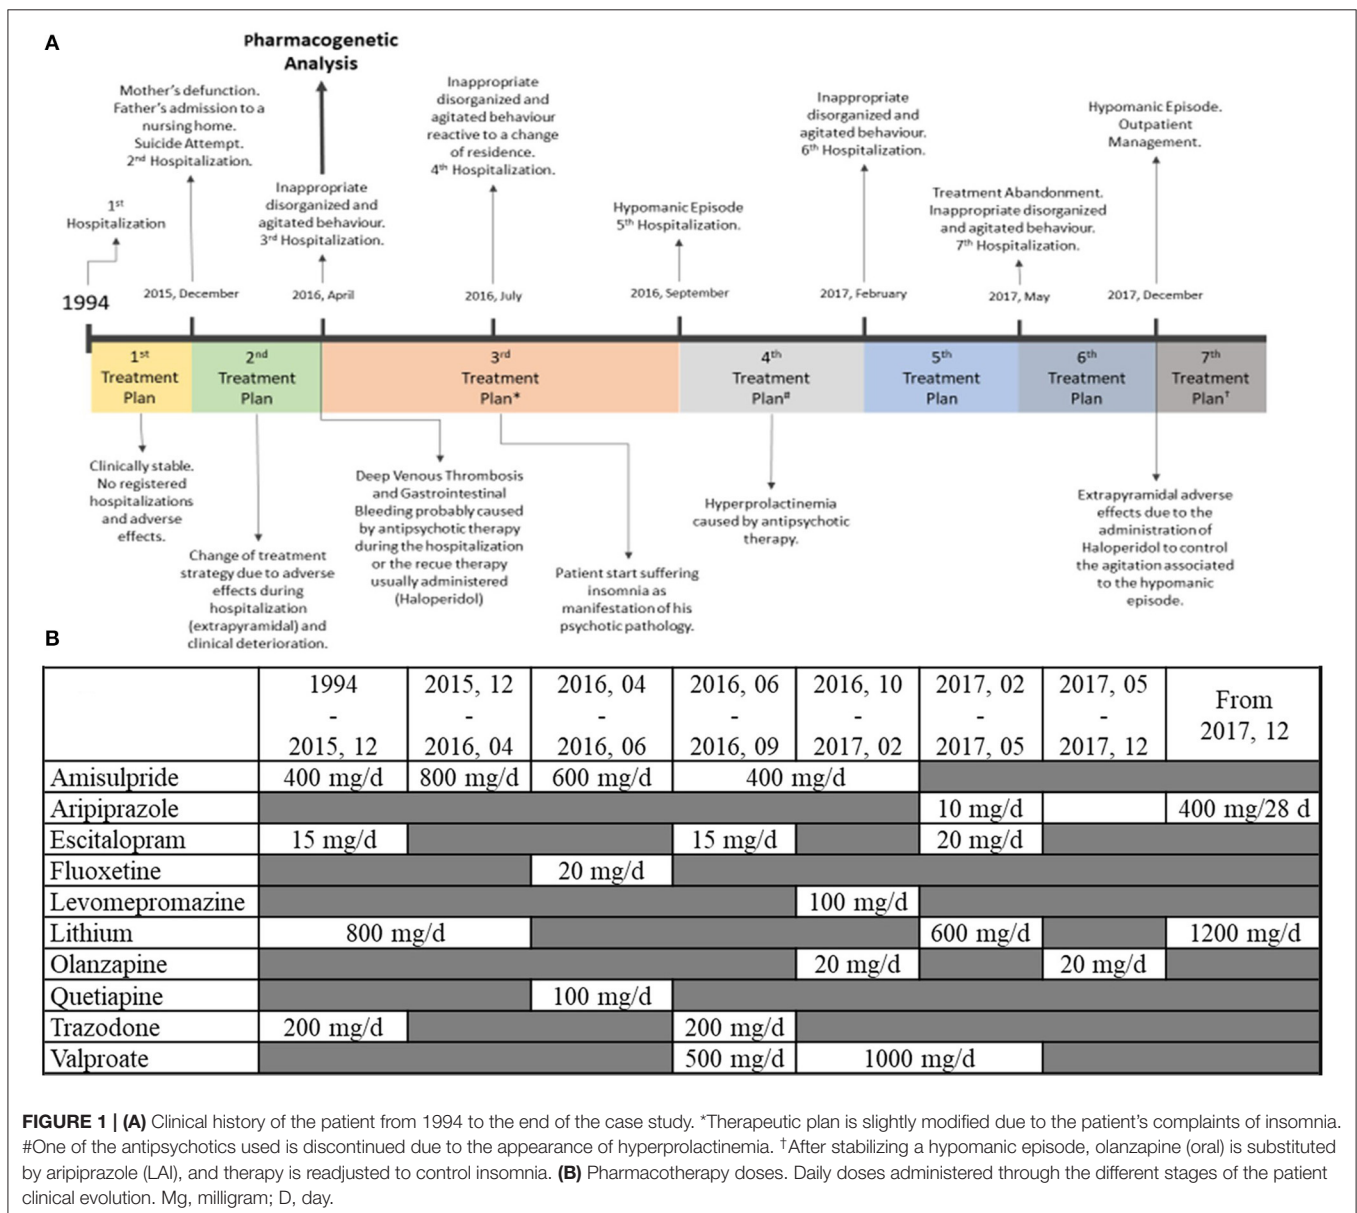 A
Pharmacogenetic
Analysis
Mother's defunction.
Father's admission to a
nursing home.
Suicide Attempt.
2nd Hospitalization.
Inappropriate
disorganized and
agitated behaviour
reactive to a change
of residence.
4th Hospitalization.
Inappropriate
disorganized and
agitated behaviour.
6th Hospitalization.
Hypomanic Episode.
Outpatient
Management.
1st
Hospitalization
Inappropriate
disorganized and
agitated behaviour.
3rd Hospitalization.
Hypomanic Episode
5th Hospitalization.
Treatment Abandonment.
Inappropriate disorganized
and agitated behaviour.
7th Hospitalization.
1994
2015, December
2016, April
2016, July
2016, September
2017, February
2017, May
2017, December
1st
Treatment
Plan
2nd
Treatment
Plan
3rd
Treatment
Plan*
4th
Treatment
Plan#
5th
Treatment
Plan
6th
Treatment
Plan
7th
Treatment
Plan†
Clinically stable.
No registered
hospitalizations
and adverse
effects.
Change of treatment
strategy due to adverse
effects during
hospitalization
(extrapyramidal) and
clinical deterioration.
Deep Venous Thrombosis
and Gastrointestinal
Bleeding probably caused
by antipsychotic therapy
during the hospitalization
or the recue therapy
usually administered
(Haloperidol)
Patient start suffering
insomnia as
manifestation of his
psychotic pathology.
Hyperprolactinemia
caused by antipsychotic
therapy.
Extrapyramidal adverse
effects due to the
administration of
Haloperidol to control
the agitation associated
to the hypomanic
episode.
B
1994 - 2015, 12 2015, 12 - 2016, 04 2016, 04 - 2016, 06 2016, 06 - 2016, 09 2016, 10 - 2017, 02 2017, 02 - 2017, 05 2017, 05 - 2017, 12 From 2017, 12
Amisulpride 400 mg/d 800 mg/d 600 mg/d 400 mg/d
Aripiprazole 10 mg/d 400 mg/28 d
Escitalopram 15 mg/d 15 mg/d 20 mg/d
Fluoxetine 20 mg/d
Levomepromazine 100 mg/d
Lithium 800 mg/d 600 mg/d 1200 mg/d
Olanzapine 20 mg/d 20 mg/d
Quetiapine 100 mg/d
Trazodone 200 mg/d 200 mg/d
Valproate 500 mg/d 1000 mg/d
FIGURE 1 | (A) Clinical history of the patient from 1994 to the end of the case study. *Therapeutic plan is slightly modified due to the patient's complaints of insomnia.
#One of the antipsychotics used is discontinued due to the appearance of hyperprolactinemia. †After stabilizing a hypomanic episode, olanzapine (oral) is substituted
by aripiprazole (LAI), and therapy is readjusted to control insomnia. (B) Pharmacotherapy doses. Daily doses administered through the different stages of the patient
clinical evolution. Mg, milligram; D, day.